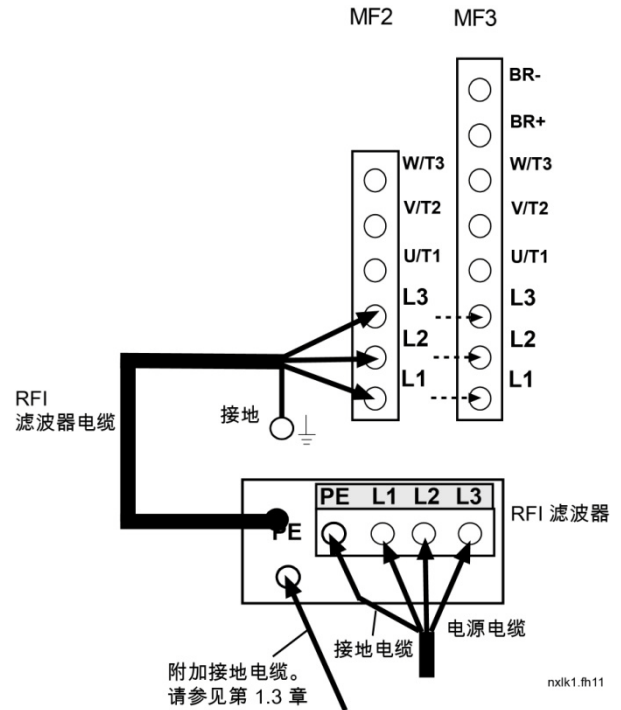 MF2 MF3
BR-
BR+
W/T3 W/T3
V/T2 V/T2
U/T1 U/T1
L3 L3
L2 L2
L1 L1
RFI
滤波器电缆
接地
PE L1 L2 L3
RFI 滤波器
PE
接地电缆
电源电缆
附加接地电缆。
请参见第 1.3 章
nxlk1.fh11